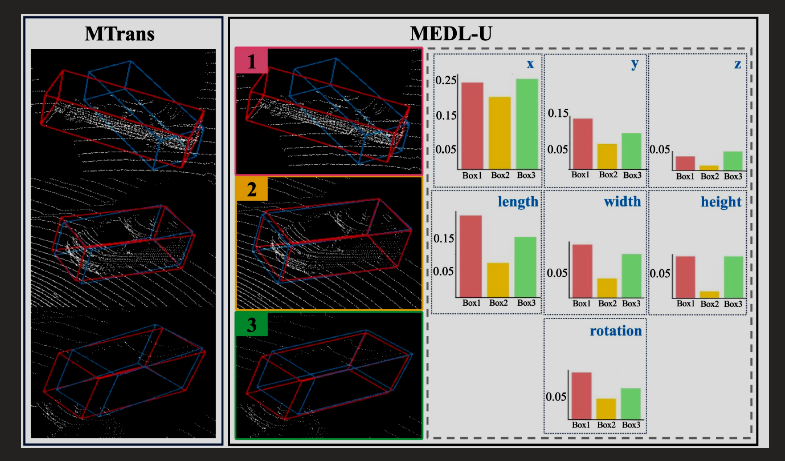 MTrans
MEDL-U
1
x
0.25
0.15
0.05
Box1 Box2 Box3
y
0.15
0.05
Box1 Box2 Box3
z
0.05
Box1 Box2 Box3
2
length
0.15
0.05
Box1 Box2 Box3
width
0.05
Box1 Box2 Box3
height
0.05
Box1 Box2 Box3
3
rotation
0.05
Box1 Box2 Box3